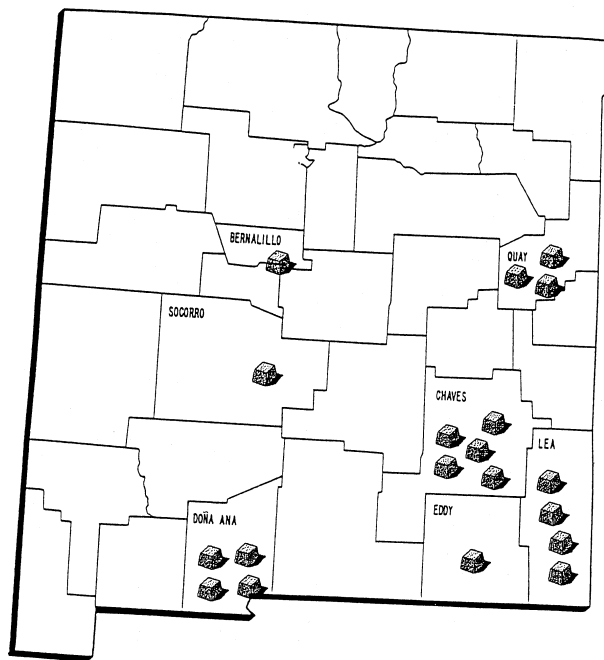 BERNALILLO
QUAY
SOCORRO
CHAVES
LEA
EDDY
DOÑA ANA